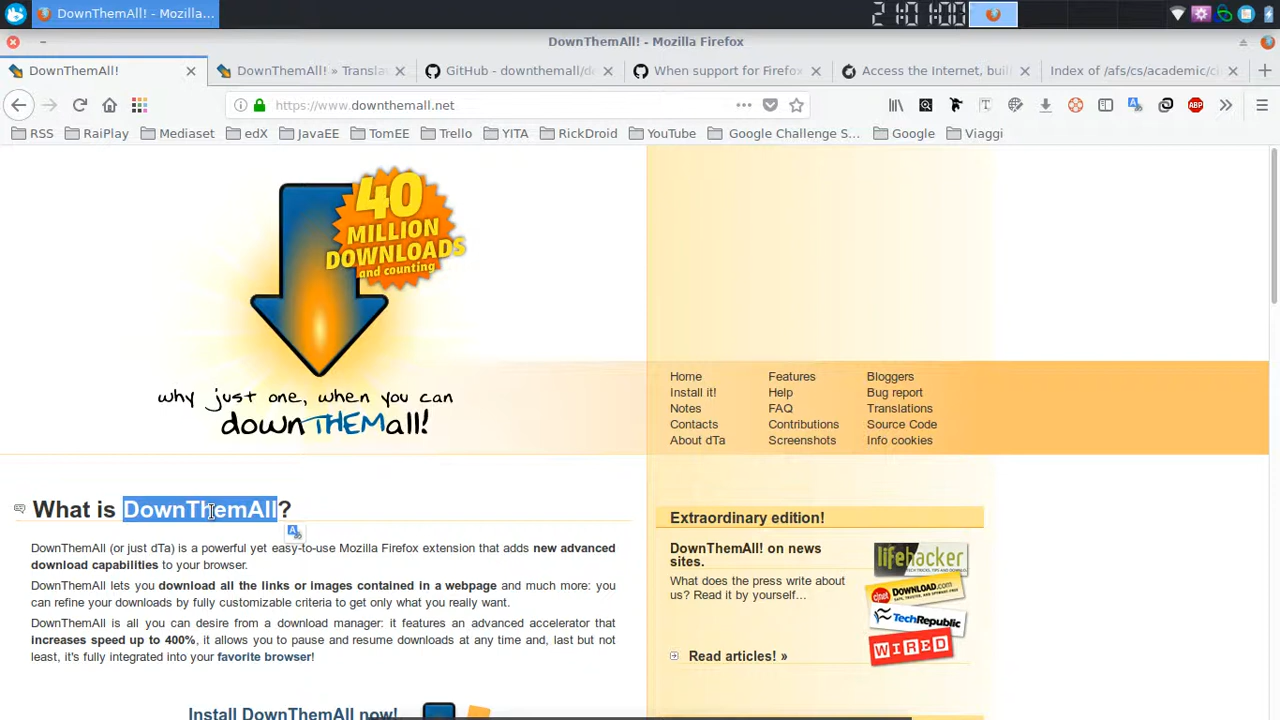 DownThemAll! - Mozilla...
21:01:00
DownThemAll! - Mozilla Firefox
DownThemAll!
DownThemAll! » Transla
GitHub - downthemall/de
When support for Firefox
Access the Internet, buil
Index of /afs/cs/academic/cl
https://www.downthemall.net
ABP
RSS
RaiPlay
Mediaset
edX
JavaEE
TomEE
Trello
YITA
RickDroid
YouTube
Google Challenge S...
Google
Viaggi
40
MILLION
DOWNLOADS
and counting
why just one, when you can
downTHEMall!
Home
Features
Bloggers
Install it!
Help
Bug report
Notes
FAQ
Translations
Contacts
Contributions
Source Code
About dTa
Screenshots
Info cookies
What is DownThemAll?
DownThemAll (or just dTa) is a powerful yet easy-to-use Mozilla Firefox extension that adds new advanced
download capabilities to your browser.
DownThemAll lets you download all the links or images contained in a webpage and much more: you
can refine your downloads by fully customizable criteria to get only what you really want.
DownThemAll is all you can desire from a download manager: it features an advanced accelerator that
increases speed up to 400%, it allows you to pause and resume downloads at any time and, last but not
least, it's fully integrated into your favorite browser!
Install DownThemAll now!
Extraordinary edition!
DownThemAll! on news
sites.
What does the press write about
us? Read it by yourself...
Read articles! »
lifehacker
c|net DOWNLOAD.com
TechRepublic
WIRED